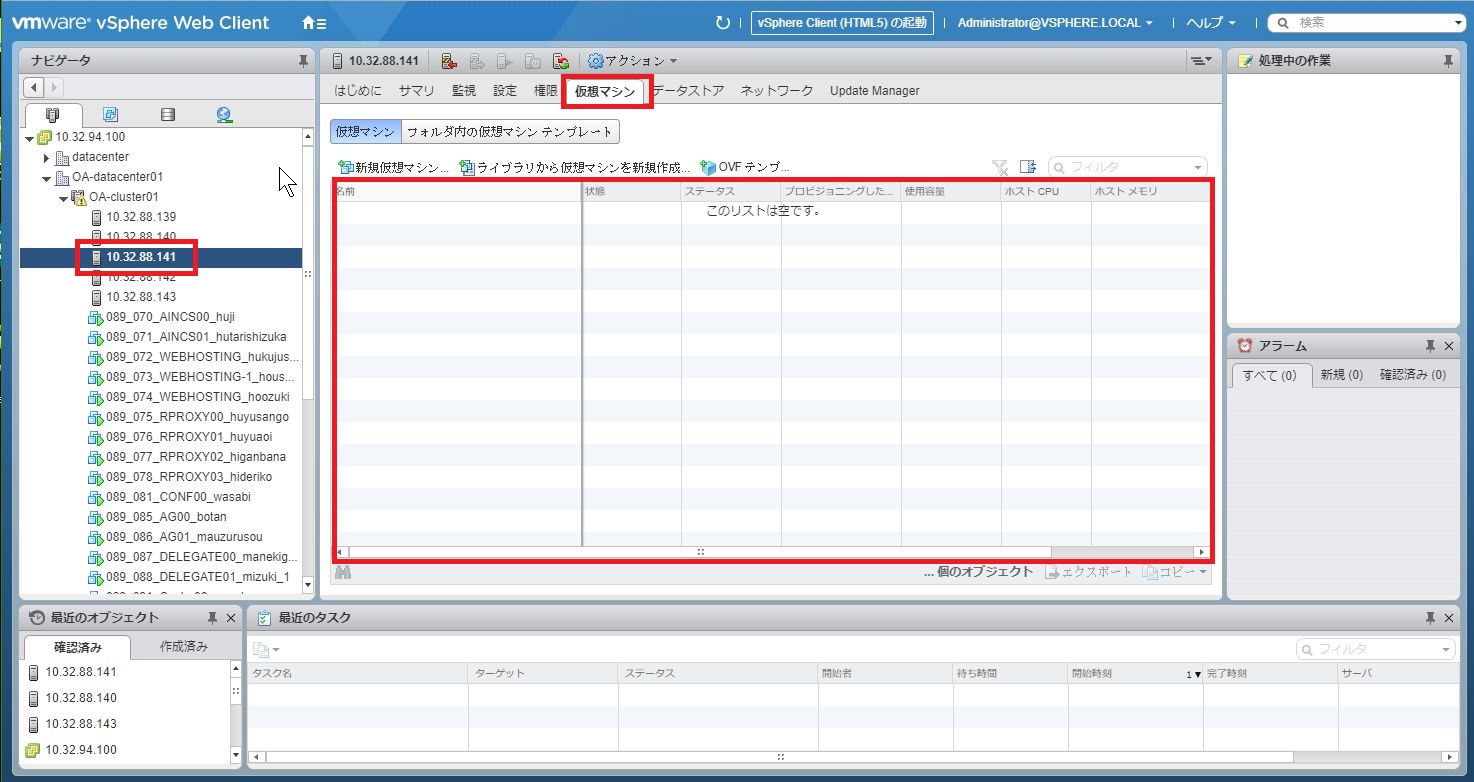 vmware® vSphere Web Client
vSphere Client (HTML5) の起動
Administrator@VSPHERE.LOCAL
ヘルプ
検索
ナビゲータ
10.32.94.100
datacenter
OA-datacenter01
OA-cluster01
10.32.88.139
10.32.88.140
10.32.88.141
10.32.88.142
10.32.88.143
089_070_AINCS00_huji
089_071_AINCS01_hutarishizuka
089_072_WEBHOSTING_hukujus...
089_073_WEBHOSTING-1_hous...
089_074_WEBHOSTING_hoozuki
089_075_RPROXY00_huyusango
089_076_RPROXY01_huyuaoi
089_077_RPROXY02_higanbana
089_078_RPROXY03_hideriko
089_081_CONF00_wasabi
089_085_AG00_botan
089_086_AG01_mauzurusou
089_087_DELEGATE00_manekig...
089_088_DELEGATE01_mizuki_1
10.32.88.141
アクション
はじめに サマリ 監視 設定 権限 仮想マシン データストア ネットワーク Update Manager
仮想マシン フォルダ内の仮想マシン テンプレート
新規仮想マシン... ライブラリから仮想マシンを新規作成... OVF テンプ...
フィルタ
名前 状態 ステータス プロビジョニングした... 使用容量 ホスト CPU ホスト メモリ
このリストは空です。
... 個のオブジェクト エクスポート コピー
処理中の作業
アラーム
すべて (0) 新規 (0) 確認済み (0)
最近のオブジェクト
確認済み 作成済み
10.32.88.141
10.32.88.140
10.32.88.143
10.32.94.100
最近のタスク
フィルタ
タスク名 ターゲット ステータス 開始者 待ち時間 開始時刻 1▼ 完了時刻 サーバ